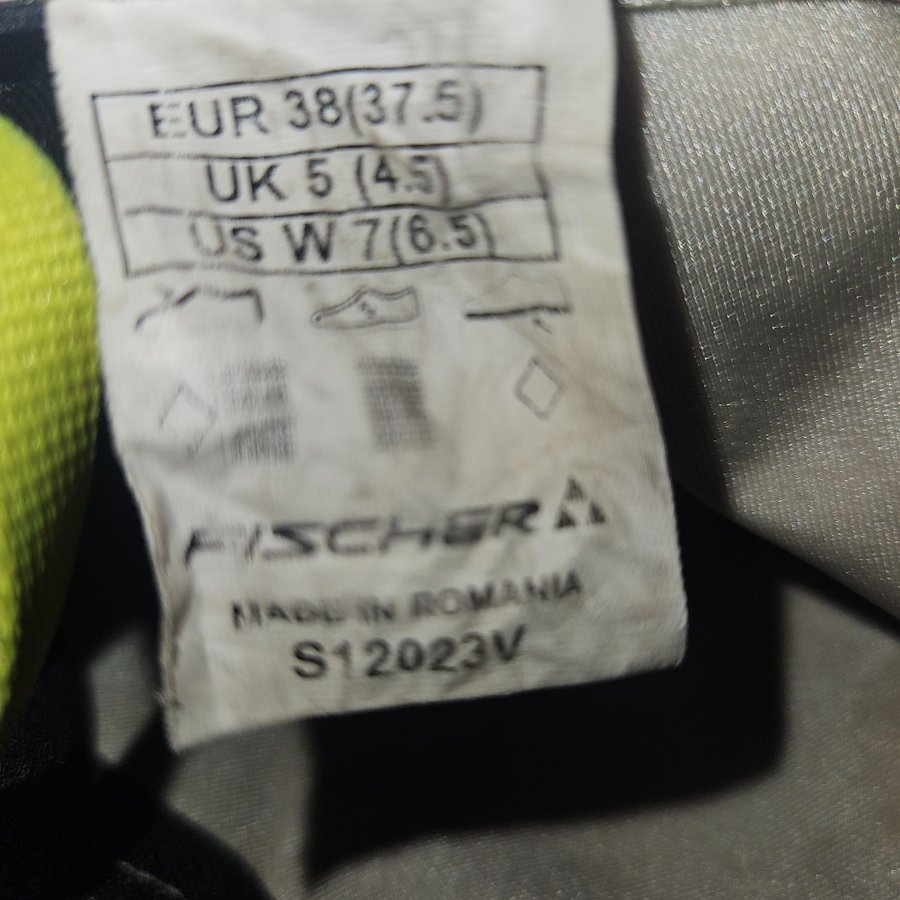 EUR 38(37.5)
UK 5 (4.5)
US W 7(6.5)
FISCHER
MADE IN ROMANIA
S12023V